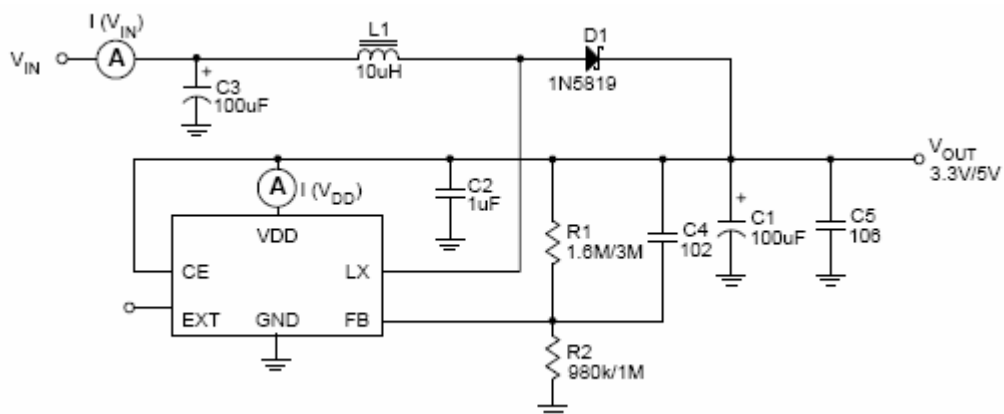 I (VIN)
VIN
A
+
C3
100uF
L1
10uH
D1
1N5819
VOUT
3.3V/5V
A
I (VDD)
C2
1uF
R1
1.6M/3M
C4
102
+
C1
100uF
C5
106
VDD
CE
LX
EXT
GND
FB
R2
980k/1M